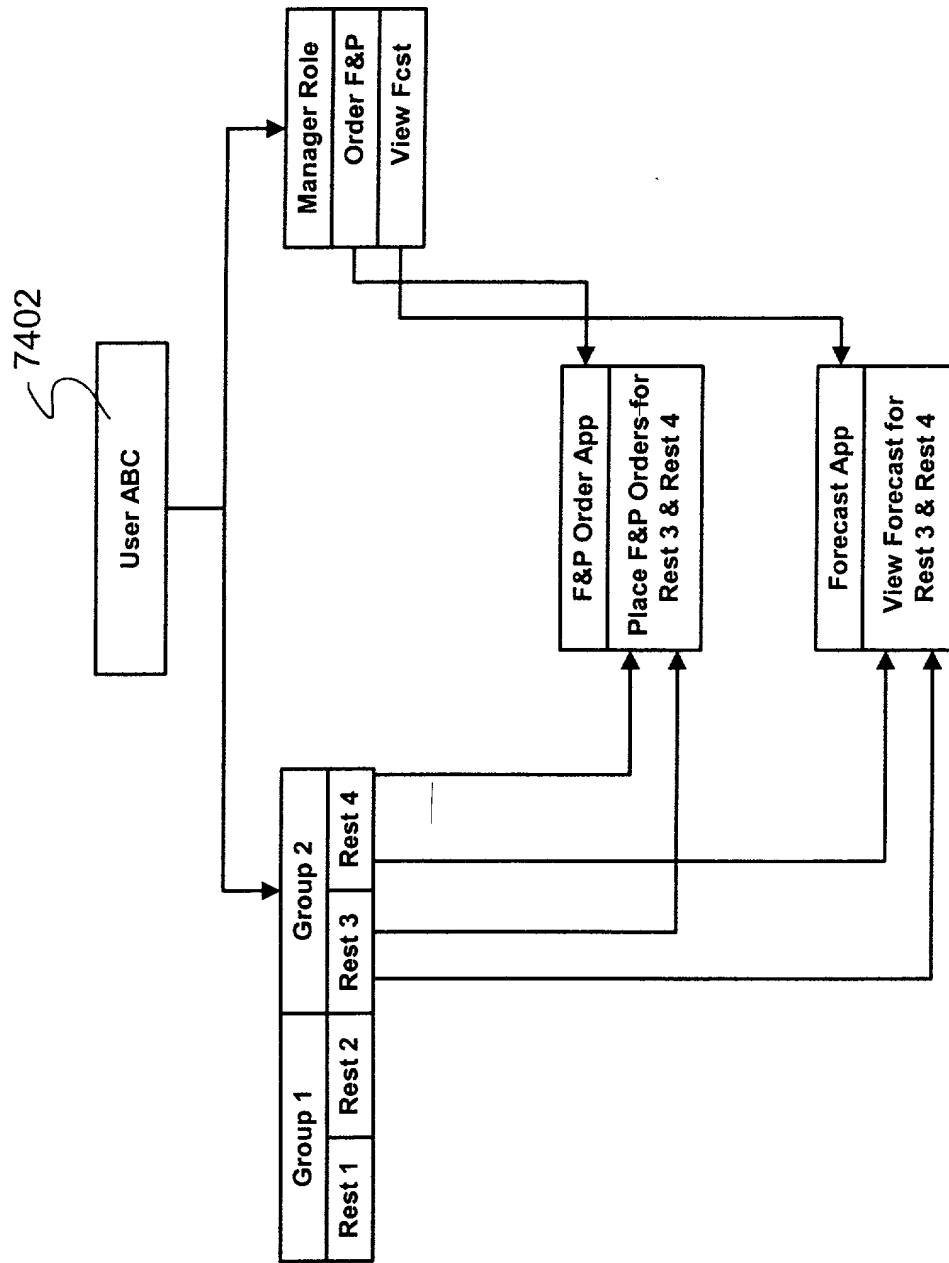 7402
User ABC
Group 1
Group 2
Rest 1
Rest 2
Rest 3
Rest 4
Manager Role
Order F&P
View Fcst
F&P Order App
Place F&P Orders for
Rest 3 & Rest 4
Forecast App
View Forecast for
Rest 3 & Rest 4